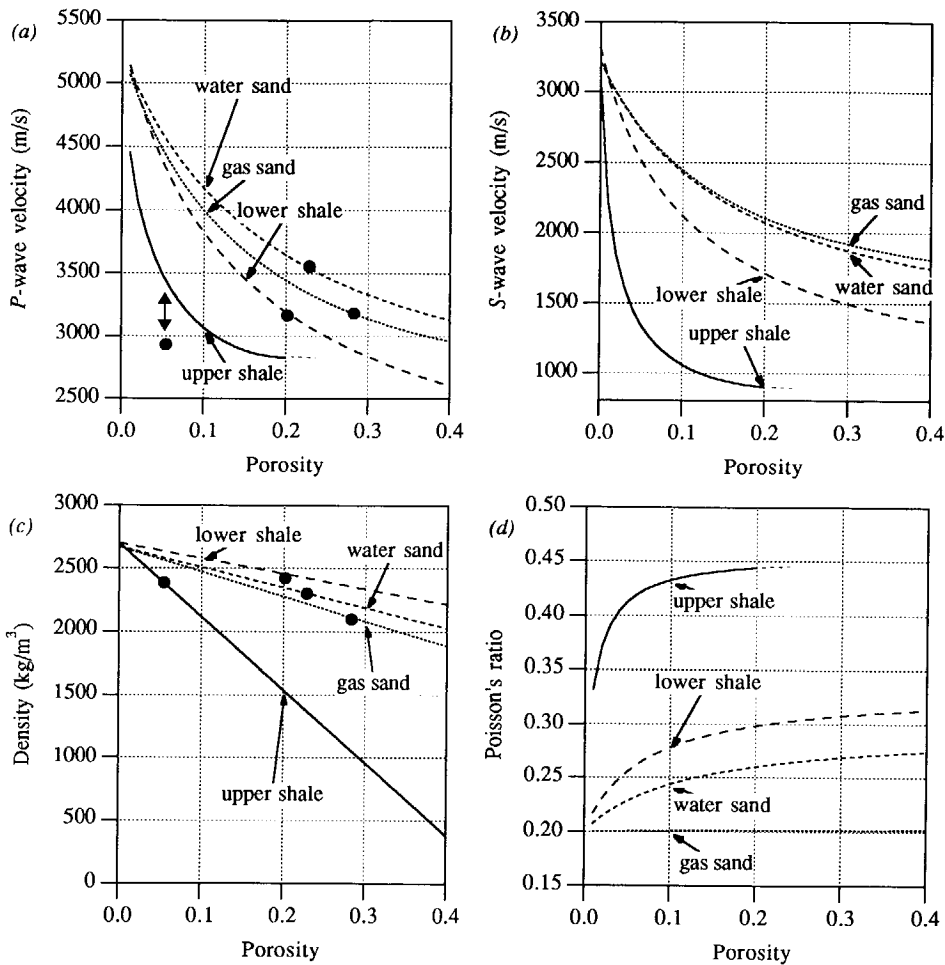 (a)
5500
5000
4500
4000
3500
3000
2500
P-wave velocity (m/s)
water sand
gas sand
lower shale
upper shale
0.0 0.1 0.2 0.3 0.4
Porosity
(b)
3500
3000
2500
2000
1500
1000
S-wave velocity (m/s)
gas sand
water sand
lower shale
upper shale
0.0 0.1 0.2 0.3 0.4
Porosity
(c)
3000
2500
2000
1500
1000
500
0
Density (kg/m³)
lower shale
water sand
gas sand
upper shale
0.0 0.1 0.2 0.3 0.4
Porosity
(d)
0.50
0.45
0.40
0.35
0.30
0.25
0.20
0.15
Poisson's ratio
upper shale
lower shale
water sand
gas sand
0.0 0.1 0.2 0.3 0.4
Porosity